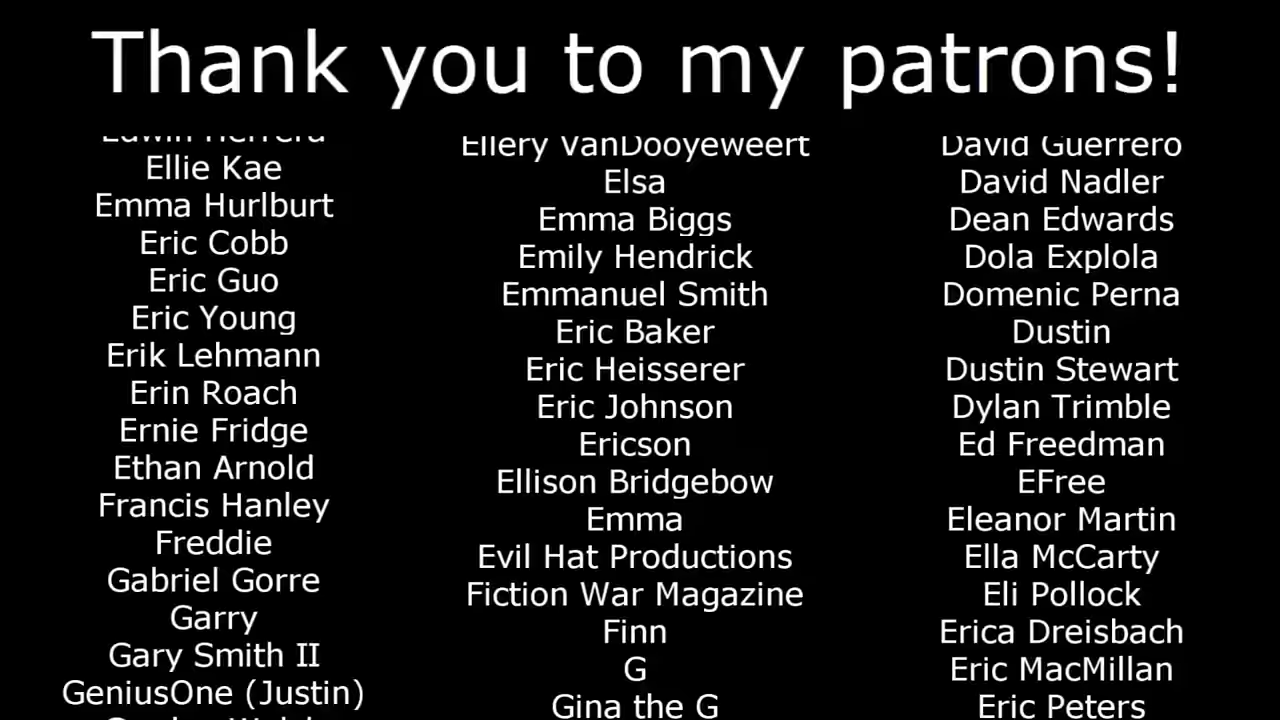 Thank you to my patrons!
Edwin Herrera
Ellie Kae
Emma Hurlburt
Eric Cobb
Eric Guo
Eric Young
Erik Lehmann
Erin Roach
Ernie Fridge
Ethan Arnold
Francis Hanley
Freddie
Gabriel Gorre
Garry
Gary Smith II
GeniusOne (Justin)
Ellery VanDooyeweert
Elsa
Emma Biggs
Emily Hendrick
Emmanuel Smith
Eric Baker
Eric Heisserer
Eric Johnson
Ericson
Ellison Bridgebow
Emma
Evil Hat Productions
Fiction War Magazine
Finn
G
Gina the G
David Guerrero
David Nadler
Dean Edwards
Dola Explola
Domenic Perna
Dustin
Dustin Stewart
Dylan Trimble
Ed Freedman
EFree
Eleanor Martin
Ella McCarty
Eli Pollock
Erica Dreisbach
Eric MacMillan
Eric Peters